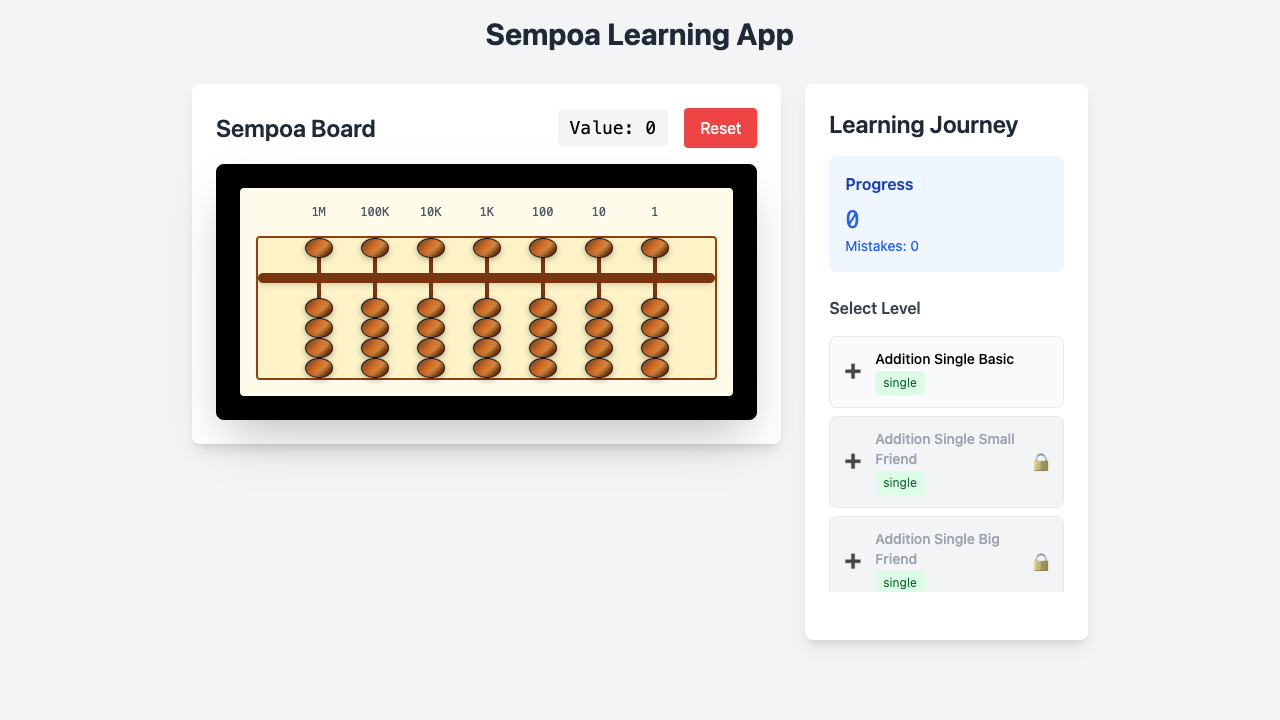 Sempoa Learning App
Sempoa Board
Value: 0
Reset
1M 100K 10K 1K 100 10 1
Learning Journey
Progress
0
Mistakes: 0
Select Level
Addition Single Basic
single
Addition Single Small
Friend
single
Addition Single Big
Friend
single